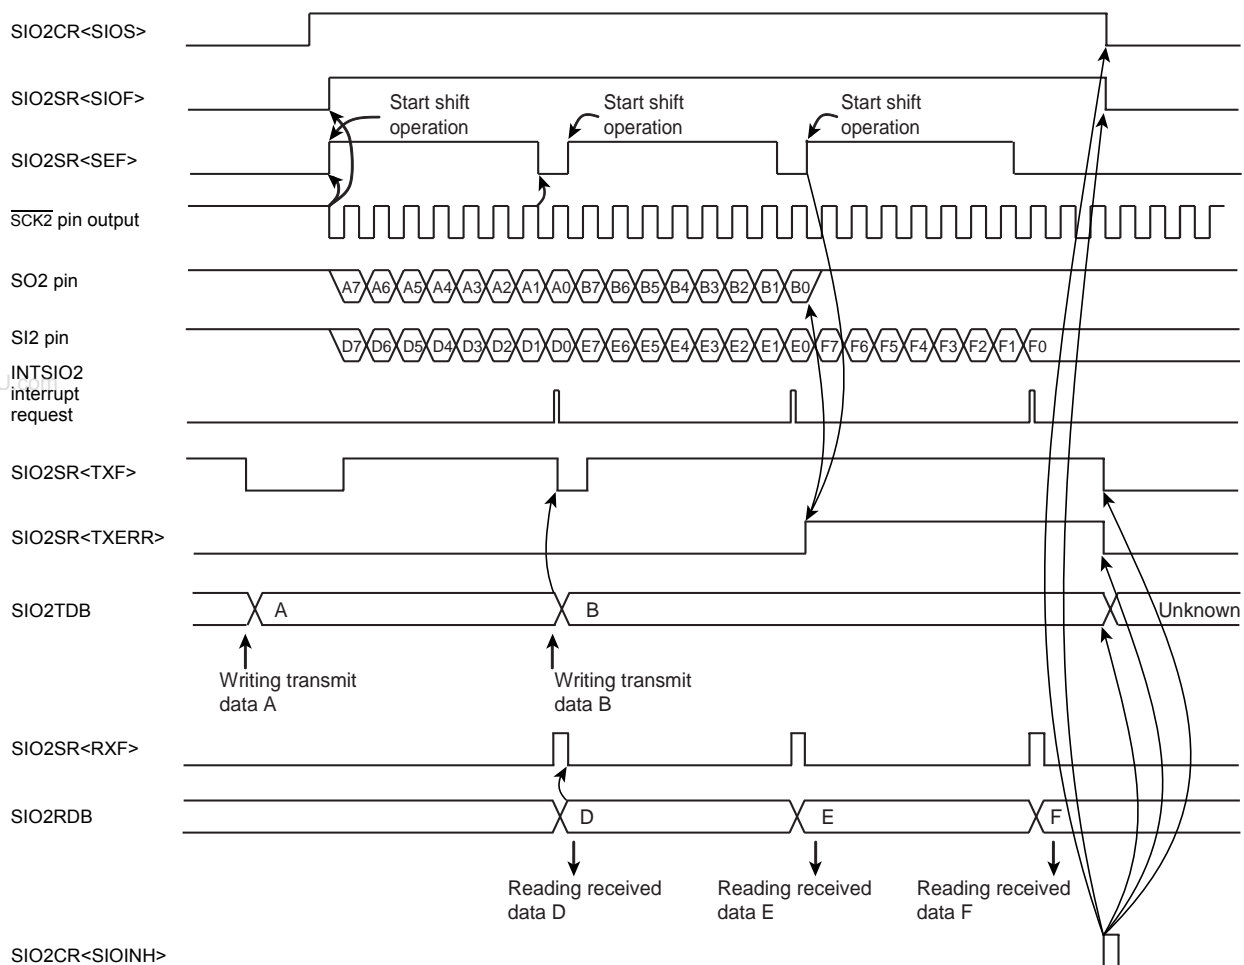 SIO2CR<SIOS>
SIO2SR<SIOF>
Start shift
operation
Start shift
operation
Start shift
operation
SIO2SR<SEF>
SCK2 pin output
SO2 pin
A7 A6 A5 A4 A3 A2 A1 A0 B7 B6 B5 B4 B3 B2 B1 B0
SI2 pin
D7 D6 D5 D4 D3 D2 D1 D0 E7 E6 E5 E4 E3 E2 E1 E0 F7 F6 F5 F4 F3 F2 F1 F0
INTSIO2
interrupt
request
.com
SIO2SR<TXF>
SIO2SR<TXERR>
SIO2TDB
A
B
Unknown
Writing transmit
data A
Writing transmit
data B
SIO2SR<RXF>
SIO2RDB
D
E
F
Reading received
data D
Reading received
data E
Reading received
data F
SIO2CR<SIOINH>